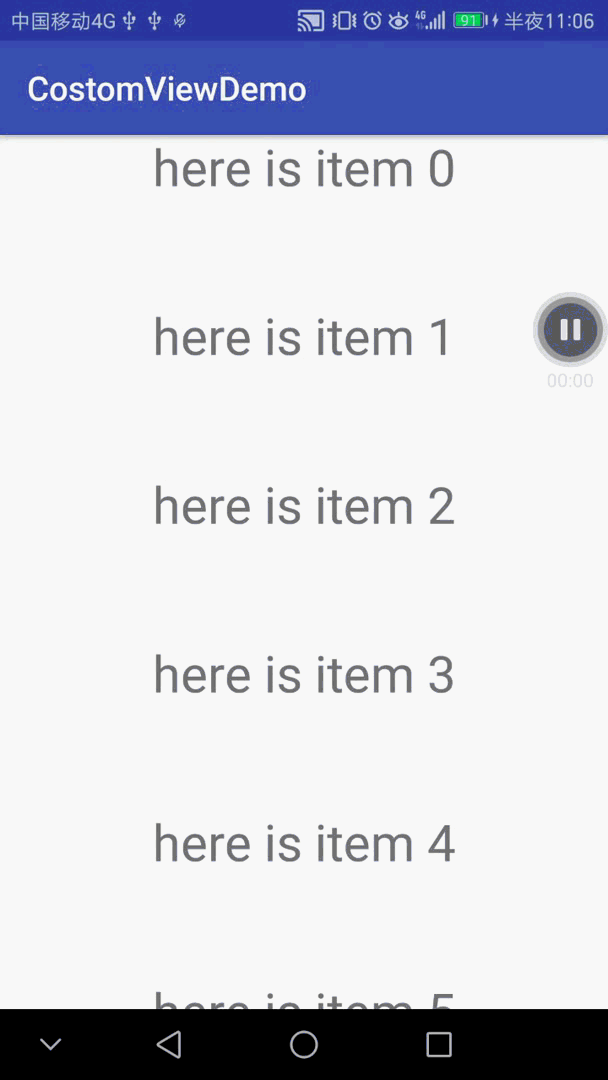 中国移动4G 4G 91 半夜11:06
CostomViewDemo
here is item 0
here is item 1
00:00
here is item 2
here is item 3
here is item 4
here is item 5